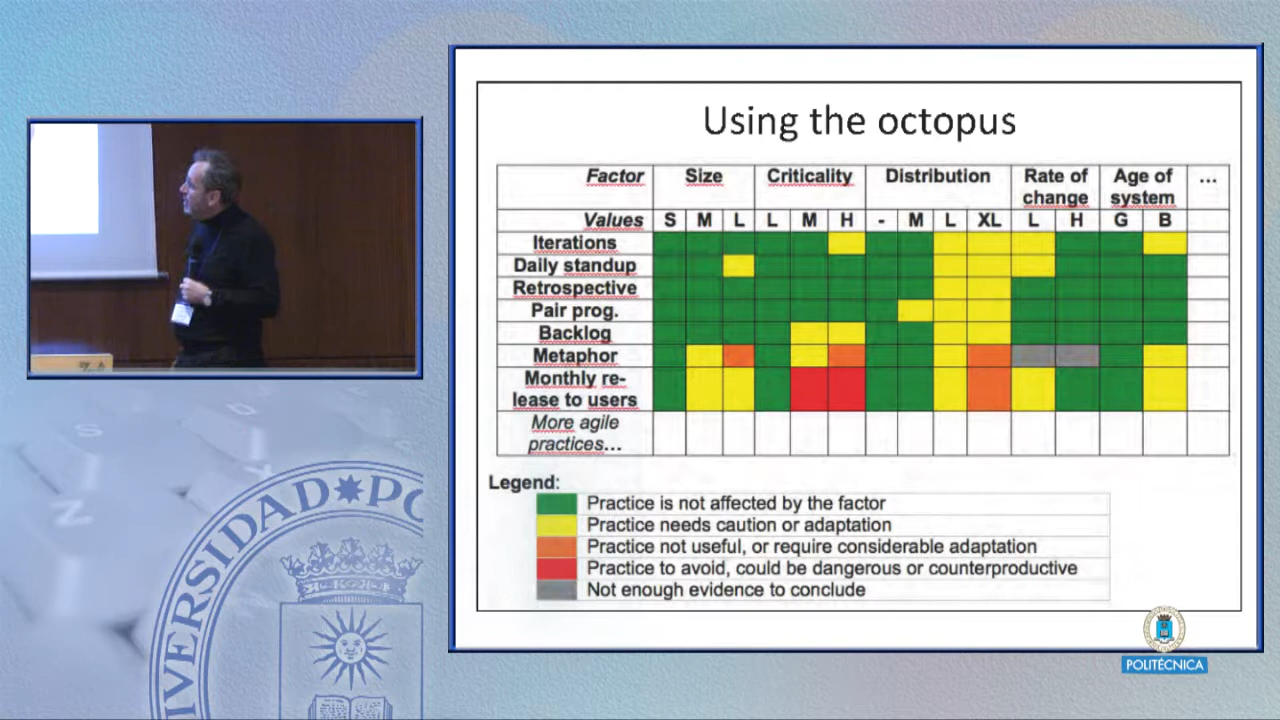 Using the octopus
Factor Size Criticality Distribution Rate of change Age of system ...
Values S M L L M H - M L XL L H G B
Iterations
Daily standup
Retrospective
Pair prog.
Backlog
Metaphor
Monthly re-
lease to users
More agile
practices...
Legend:
Practice is not affected by the factor
Practice needs caution or adaptation
Practice not useful, or require considerable adaptation
Practice to avoid, could be dangerous or counterproductive
Not enough evidence to conclude
POLITÉCNICA
VERSIDAD PO